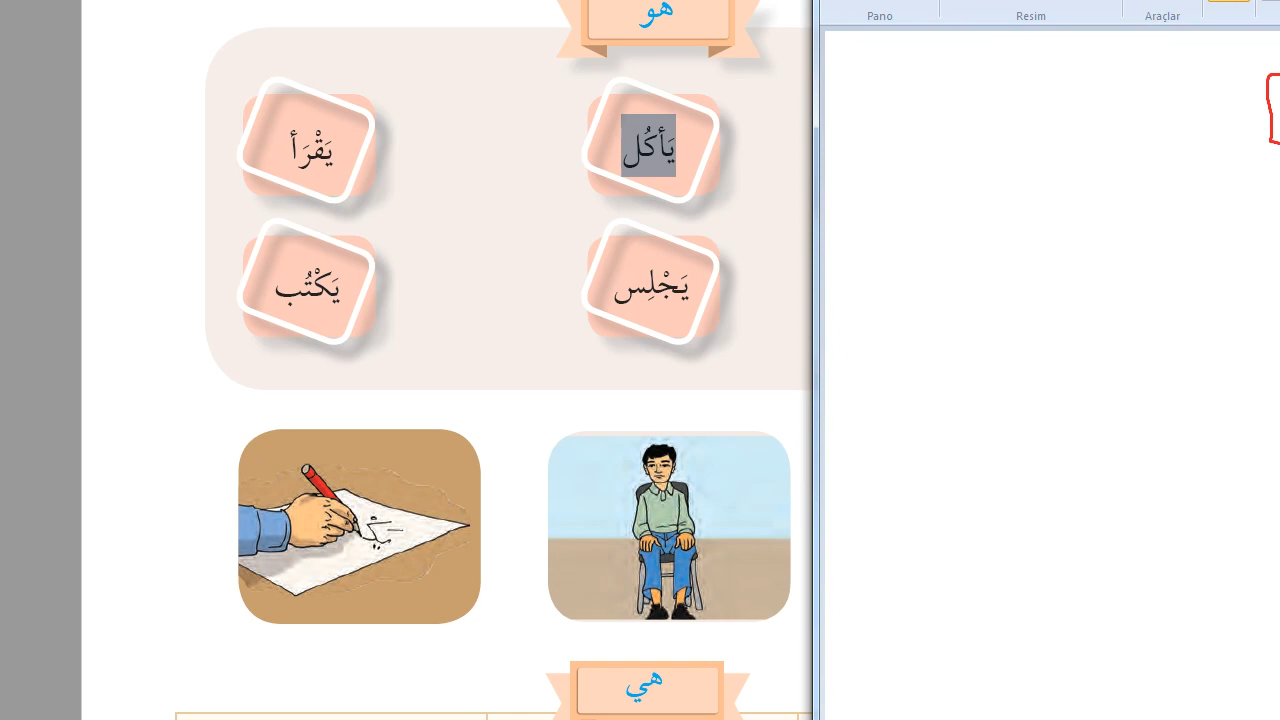 هو
يَأكُل
يَقْرَأ
يَجْلِس
يَكْتُب
هي
Pano
Resim
Araçlar